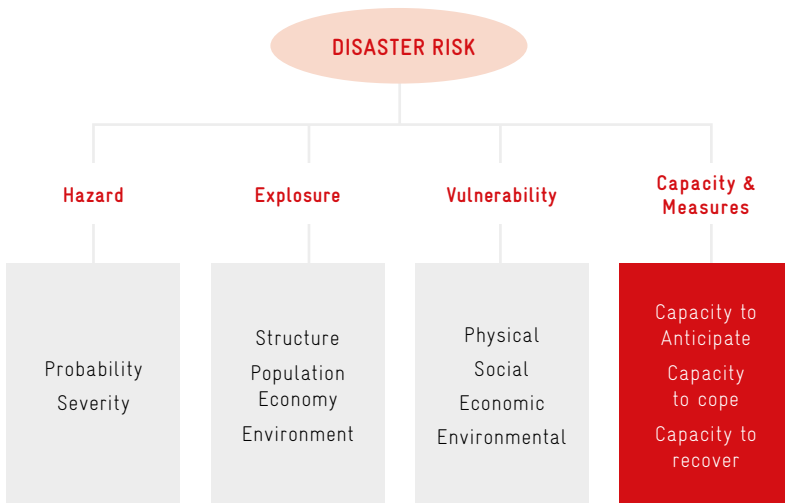 DISASTER RISK
Hazard
Explosure
Vulnerability
Capacity &
Measures
Probability
Severity
Structure
Population
Economy
Environment
Physical
Social
Economic
Environmental
Capacity to
Anticipate
Capacity
to cope
Capacity to
recover